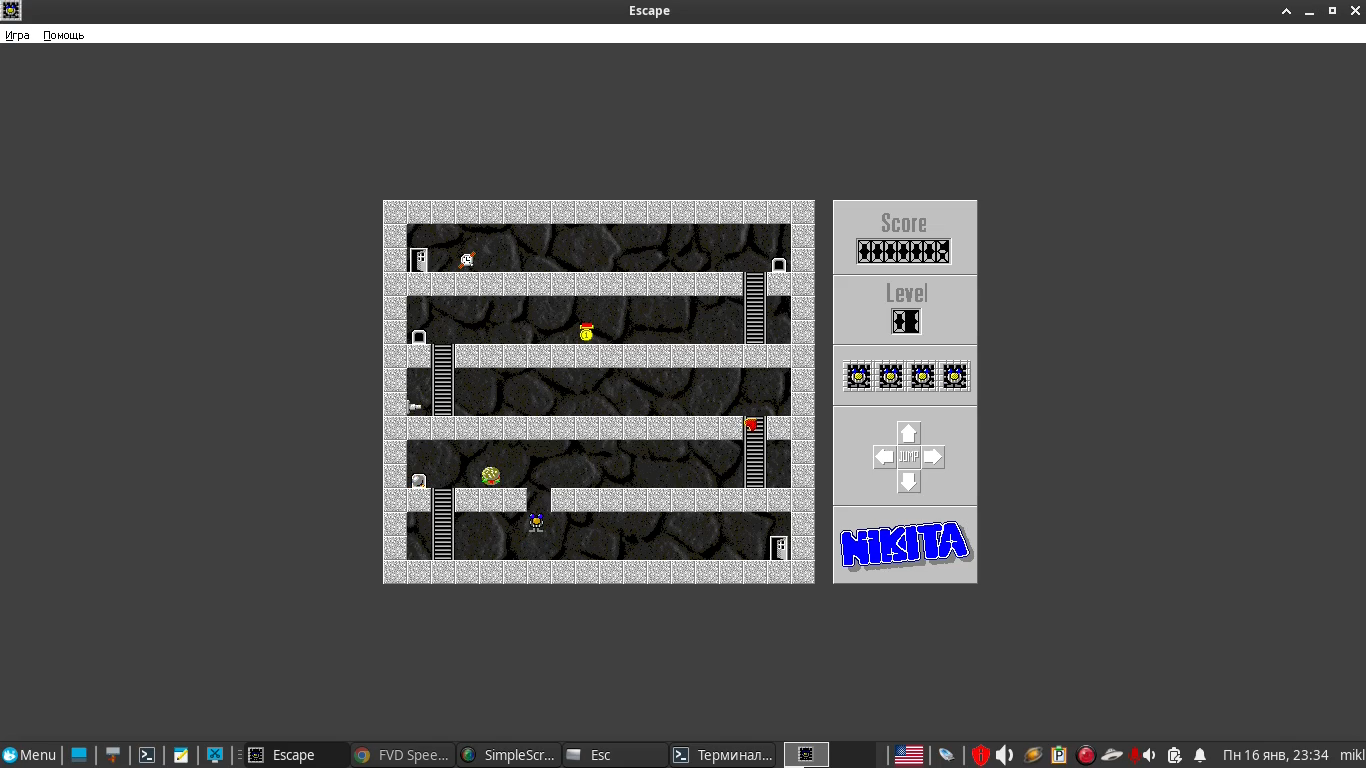 Escape
Игра Помощь
Score
Level
JUMP
NIKITA
Menu
Escape
FVD Spee...
SimpleScr...
Esc
Терминал...
Пн 16 янв, 23:34
mikl